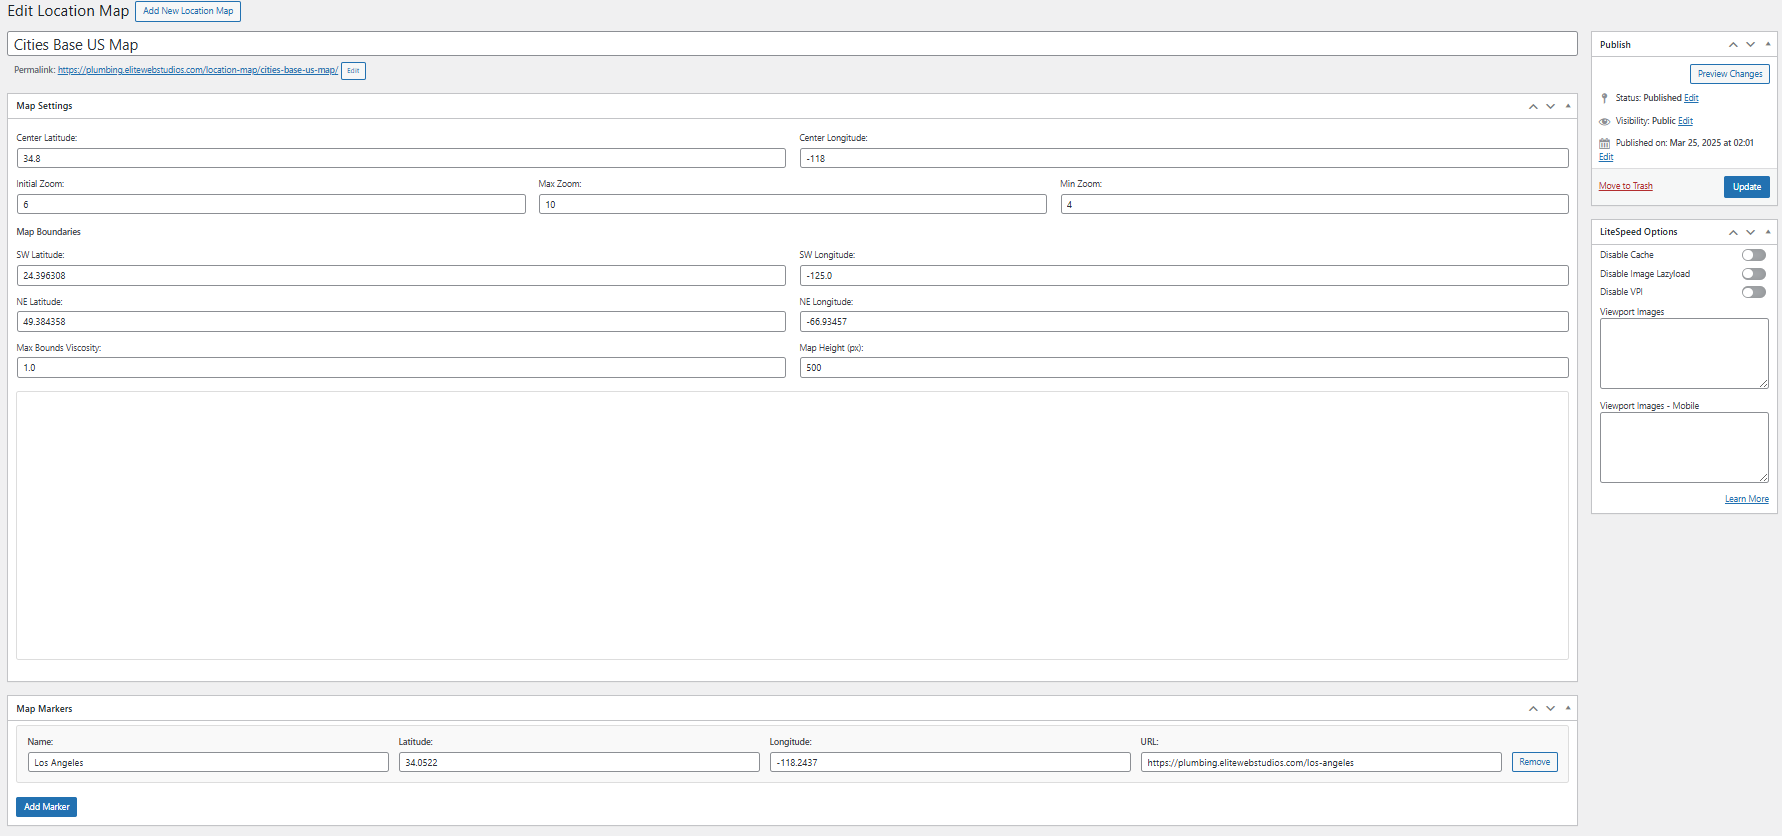 Edit Location Map Add New Location Map
Cities Base US Map
Permalink: https://plumbing.elitewebstudios.com/location-map/cities-base-us-map/ Edit
Map Settings
Center Latitude: Center Longitude:
34.8 -118
Initial Zoom: Max Zoom: Min Zoom:
6 10 4
Map Boundaries
SW Latitude: SW Longitude:
24.396308 -125.0
NE Latitude: NE Longitude:
49.384358 -66.93457
Max Bounds Viscosity: Map Height (px):
1.0 500
Map Markers
Name: Latitude: Longitude: URL:
Los Angeles 34.0522 -118.2437 https://plumbing.elitewebstudios.com/los-angeles Remove
Add Marker
Publish
Preview Changes
Status: Published Edit
Visibility: Public Edit
Published on: Mar 25, 2025 at 02:01
Edit
Move to Trash Update
LiteSpeed Options
Disable Cache
Disable Image Lazyload
Disable VPI
Viewport Images
Viewport Images - Mobile
Learn More